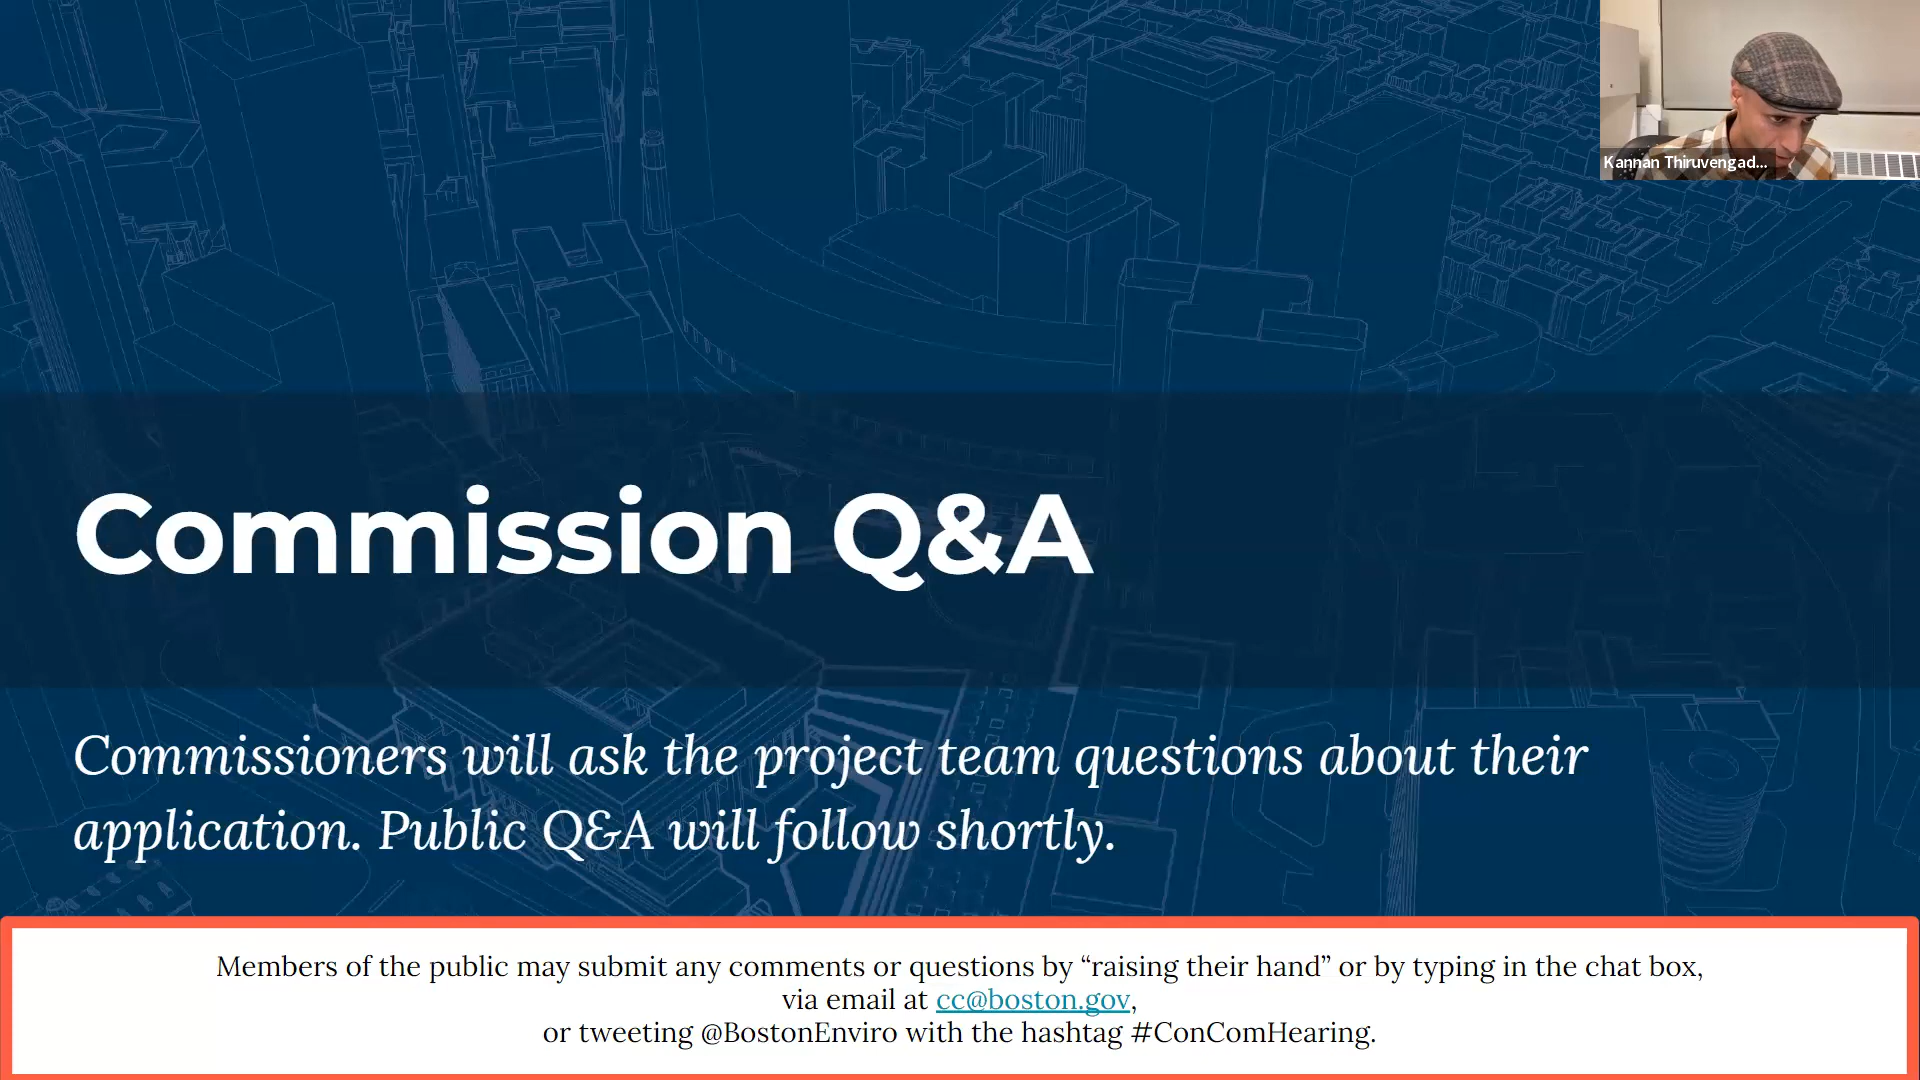 Kannan Thiruvengad...
Commission Q&A
Commissioners will ask the project team questions about their
application. Public Q&A will follow shortly.
Members of the public may submit any comments or questions by “raising their hand” or by typing in the chat box,
via email at cc@boston.gov,
or tweeting @BostonEnviro with the hashtag #ConComHearing.